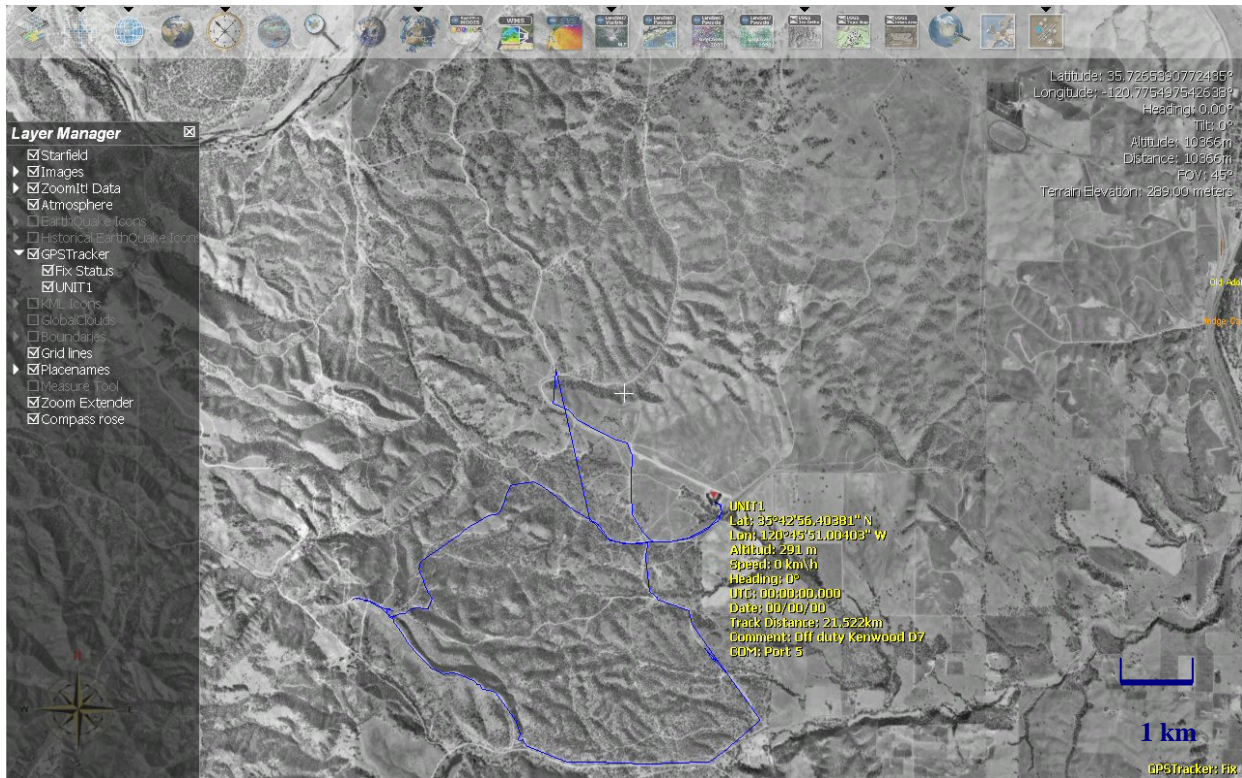 WMS
Latitude: 35.7265390772435°
Longitude: -120.775497542638°
Heading: 0.00°
Tilt: 0°
Altitude: 10366m
Distance: 10366m
FOV: 45°
Terrain Elevation: 289.00 meters
Layer Manager
Starfield
Images
ZoomIt! Data
Atmosphere
EarthQuake Icons
Historical EarthQuake Icon
GPSTracker
Fix Status
UNIT1
KML Icons
GlobalClouds
Boundaries
Grid lines
Placenames
Measure Tool
Zoom Extender
Compass rose
UNIT1
Lat: 35°42'56.40381" N
Lon: 120°45'51.00403" W
Altitud: 291 m
Speed: 0 km\h
Heading: 0°
UTC: 00:00:00.000
Date: 00/00/00
Track Distance: 21.522km
Comment: Off duty Kenwood D7
COM: Port 5
1 km
GPSTracker: Fix